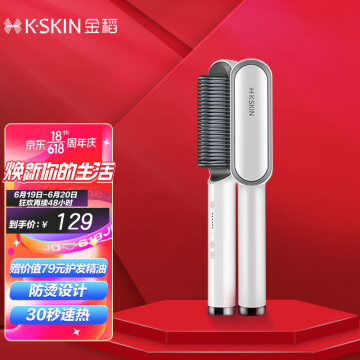 K·SKIN金稻
京东 18th 618 周年庆
焕新你的生活
6月19日-6月20日
狂欢再续48小时
到手价:¥ 129
赠价值79元护发精油
防烫设计
30秒速热
K·SKIN